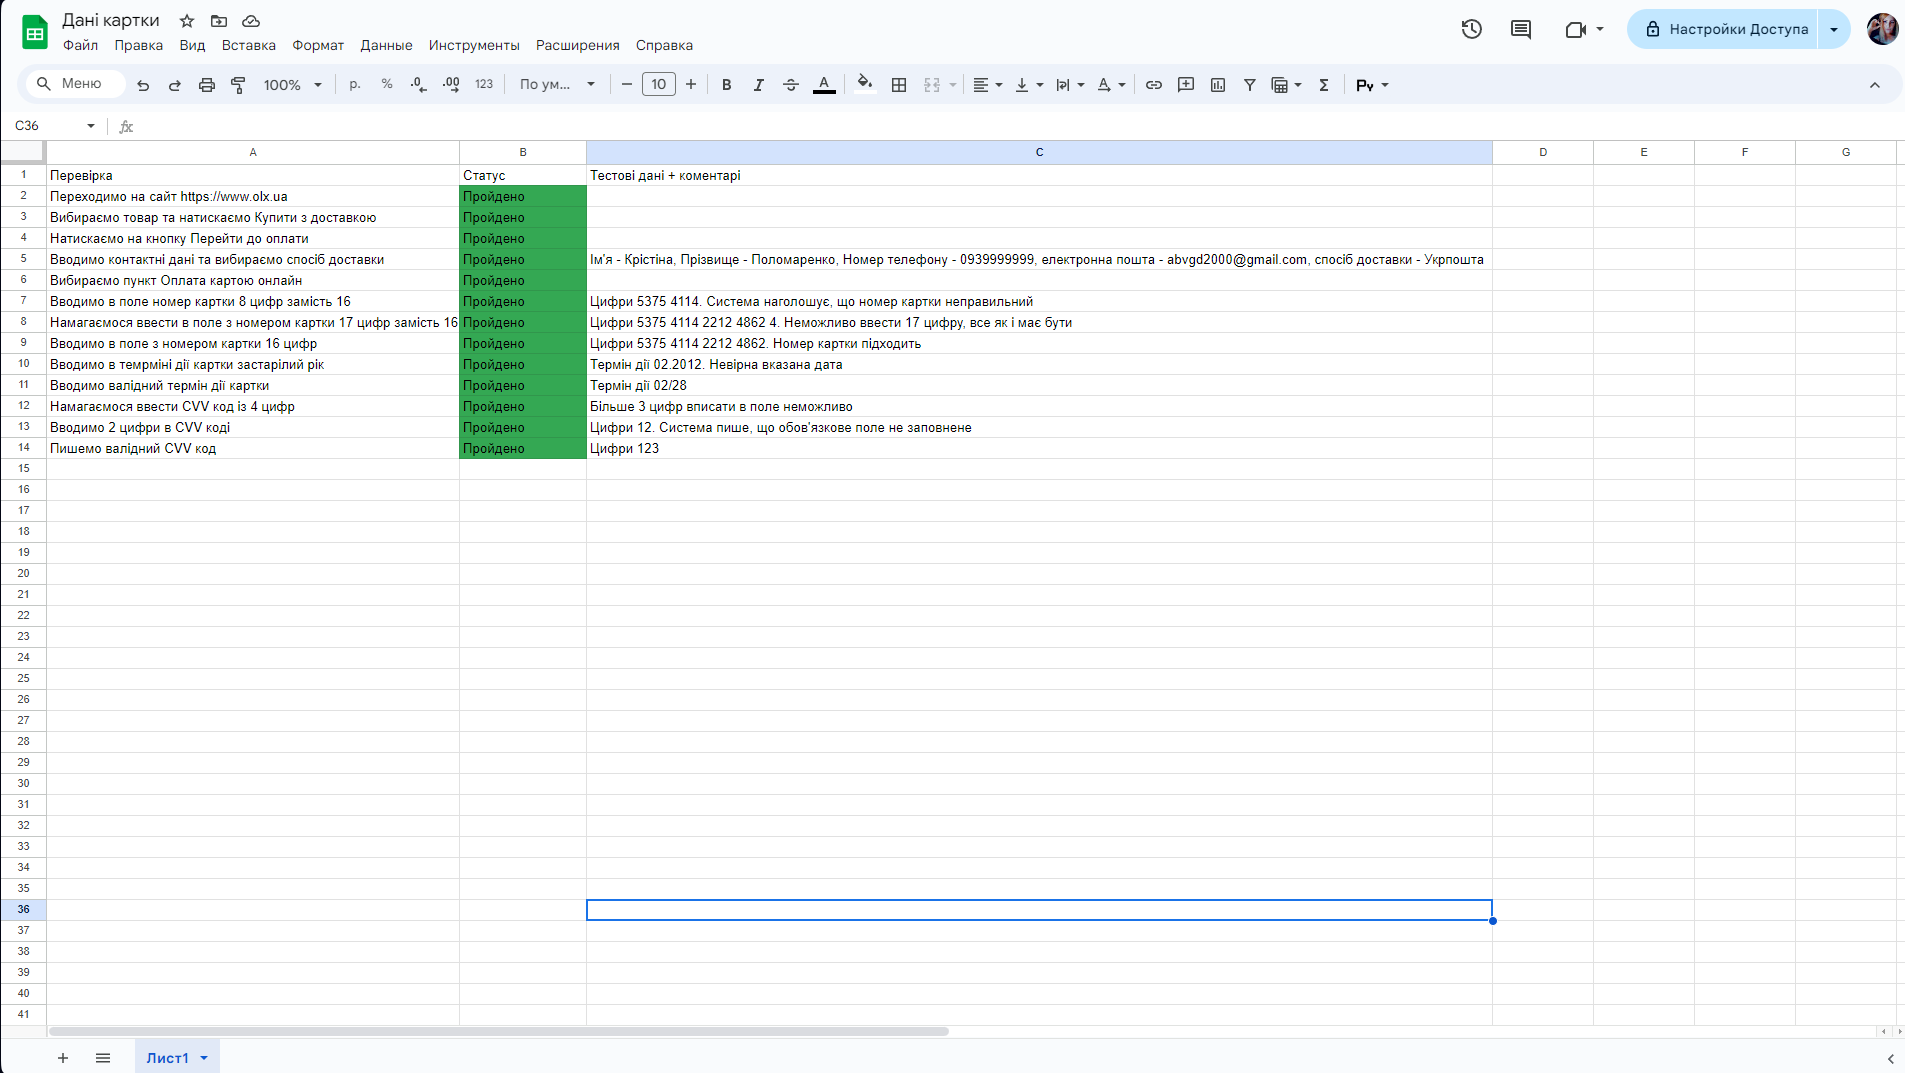 Дані картки
Файл Правка Вид Вставка Формат Данные Инструменты Расширения Справка
Настройки Доступа
Меню 100% р. % .0 .00 123 По ум... 10 B I A A Σ Py
C36 fx
A B C D E F G
1 Перевірка Статус Тестові дані + коментарі
2 Переходимо на сайт https://www.olx.ua Пройдено
3 Вибираємо товар та натискаємо Купити з доставкою Пройдено
4 Натискаємо на кнопку Перейти до оплати Пройдено
5 Вводимо контактні дані та вибираємо спосіб доставки Пройдено Ім'я - Крістіна, Прізвище - Поломаренко, Номер телефону - 0939999999, електронна пошта - abvgd2000@gmail.com, спосіб доставки - Укрпошта
6 Вибираємо пункт Оплата картою онлайн Пройдено
7 Вводимо в поле номер картки 8 цифр замість 16 Пройдено Цифри 5375 4114. Система наголошує, що номер картки неправильний
8 Намагаємося ввести в поле з номером картки 17 цифр замість 16 Пройдено Цифри 5375 4114 2212 4862 4. Неможливо ввести 17 цифру, все як і має бути
9 Вводимо в поле з номером картки 16 цифр Пройдено Цифри 5375 4114 2212 4862. Номер картки підходить
10 Вводимо в темрміні дії картки застарілий рік Пройдено Термін дії 02.2012. Невірна вказана дата
11 Вводимо валідний термін дії картки Пройдено Термін дії 02/28
12 Намагаємося ввести CVV код із 4 цифр Пройдено Більше 3 цифр вписати в поле неможливо
13 Вводимо 2 цифри в CVV коді Пройдено Цифри 12. Система пише, що обов'язкове поле не заповнене
14 Пишемо валідний CVV код Пройдено Цифри 123
15
16
17
18
19
20
21
22
23
24
25
26
27
28
29
30
31
32
33
34
35
36
37
38
39
40
41
Лист1